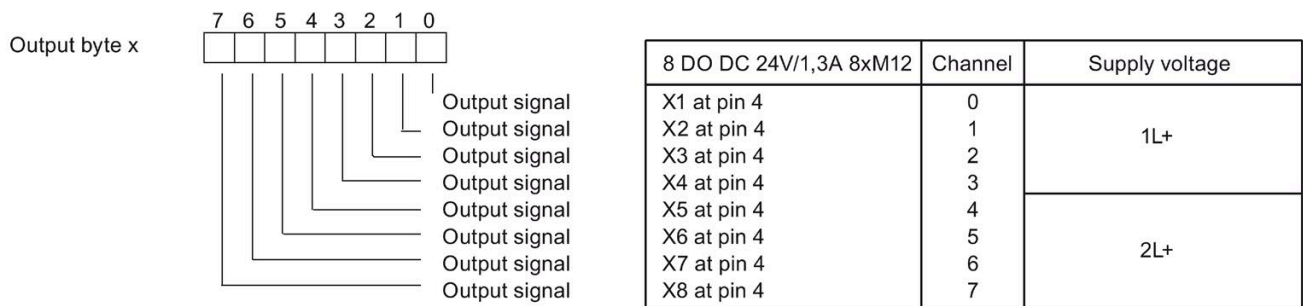 7 6 5 4 3 2 1 0
Output byte x
8 DO DC 24V/1,3A 8xM12 Channel Supply voltage
Output signal X1 at pin 4 0
Output signal X2 at pin 4 1
1L+
Output signal X3 at pin 4 2
Output signal X4 at pin 4 3
Output signal X5 at pin 4 4
Output signal X6 at pin 4 5
2L+
Output signal X7 at pin 4 6
Output signal X8 at pin 4 7